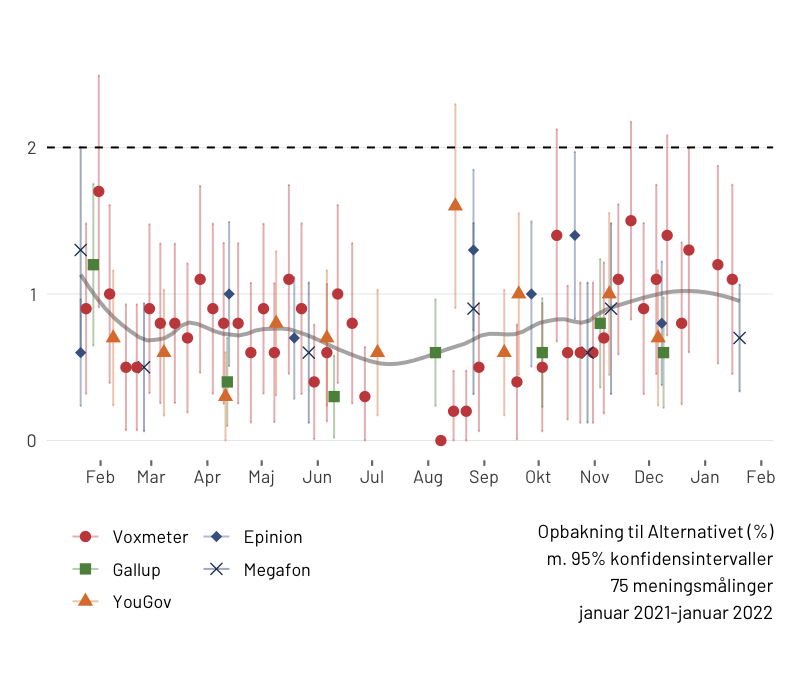 2
1
0
Feb Mar Apr Maj Jun Jul Aug Sep Okt Nov Dec Jan Feb
Voxmeter Epinion
Gallup Megafon
YouGov
Opbakning til Alternativet (%)
m. 95% konfidensintervaller
75 meningsmålinger
januar 2021-januar 2022